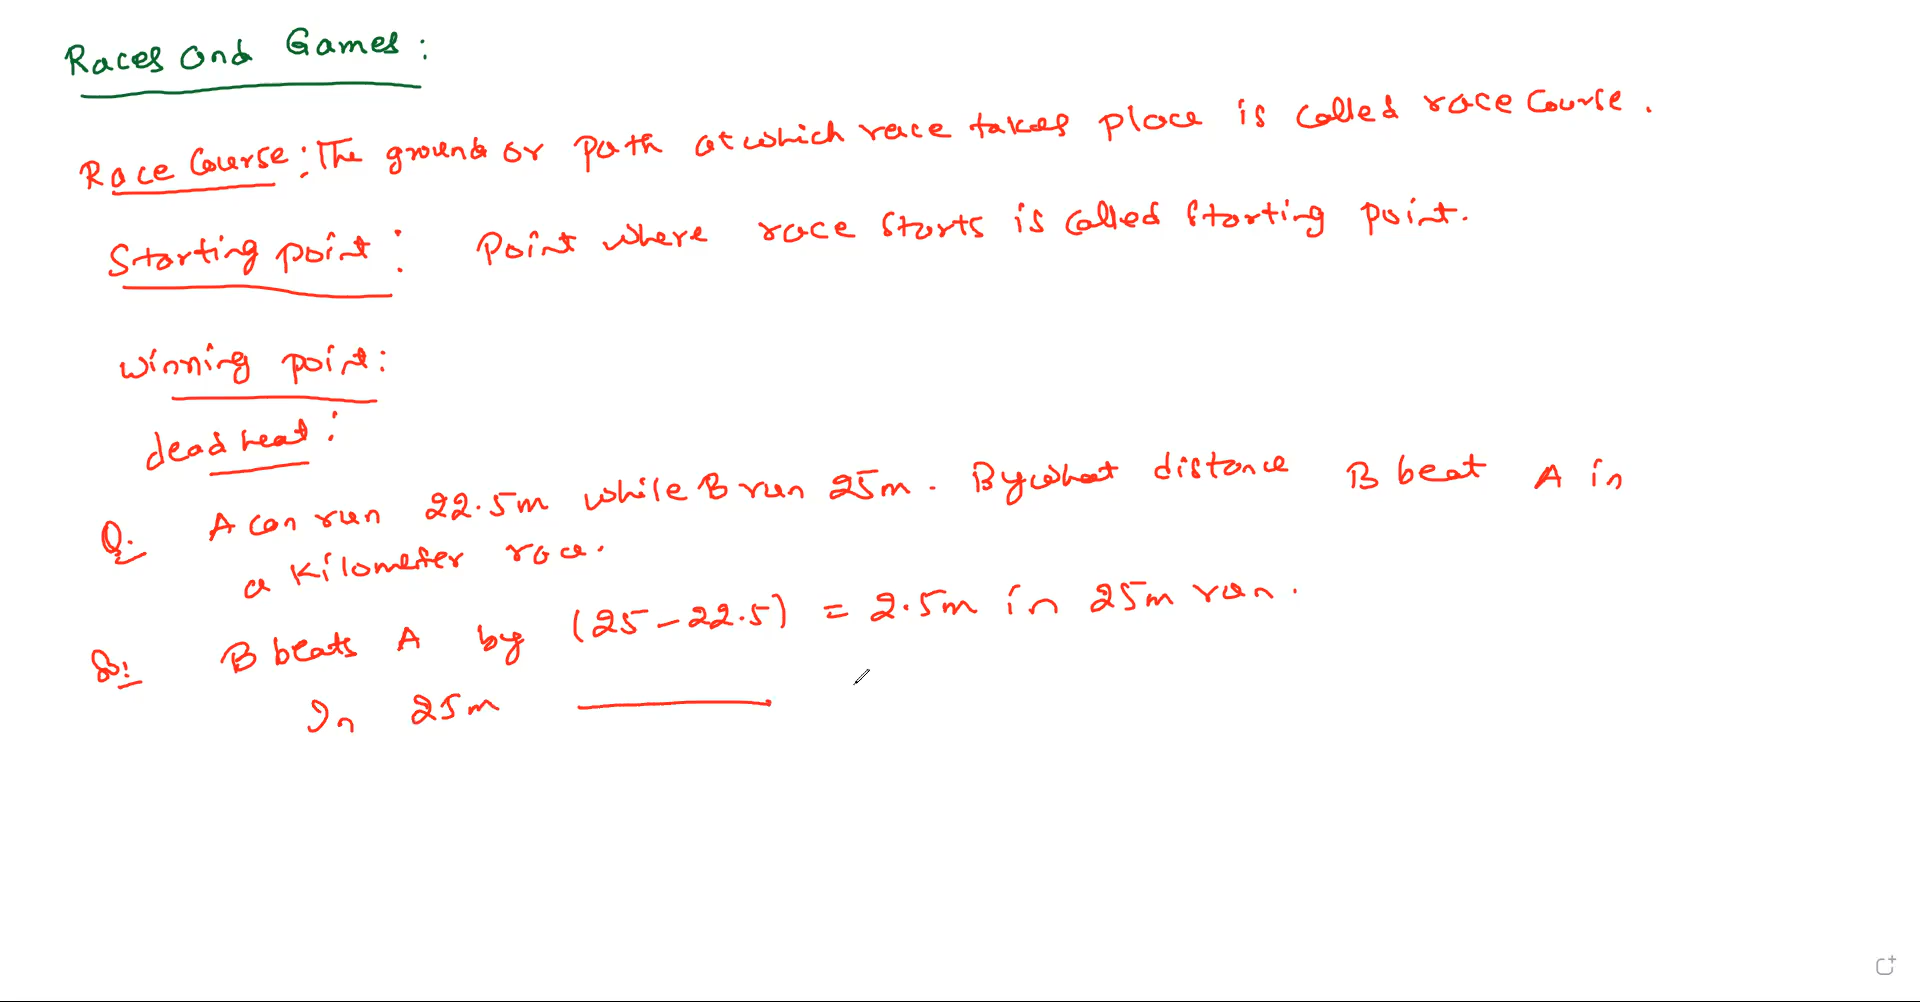 Races and Games:
Race Course: The ground or path at which race takes place is called race Course.
Starting point: Point where race starts is called starting point.
winning point:
dead heat:
Q. A can run 22.5m while B run 25m. By what distance B beat A in
a kilometer race.
B beats A by (25-22.5) = 2.5m in 25m run.
In 25m